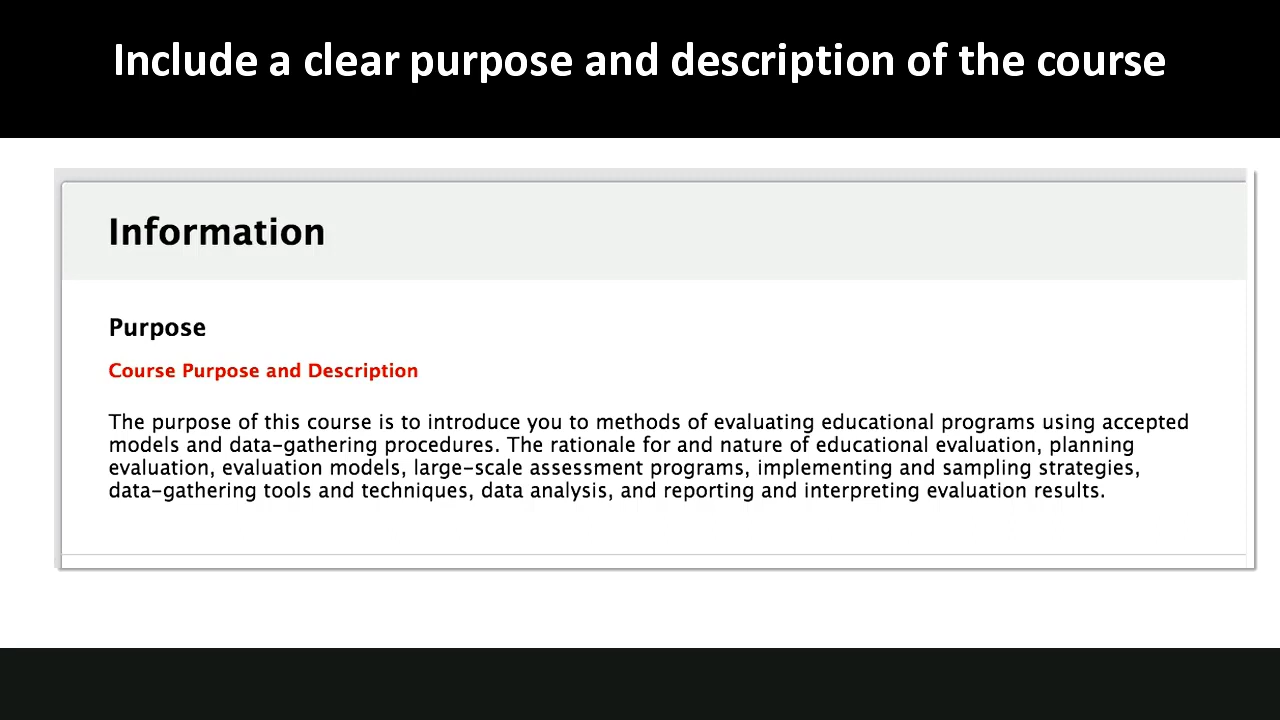 Include a clear purpose and description of the course
Information
Purpose
Course Purpose and Description
The purpose of this course is to introduce you to methods of evaluating educational programs using accepted
models and data-gathering procedures. The rationale for and nature of educational evaluation, planning
evaluation, evaluation models, large-scale assessment programs, implementing and sampling strategies,
data-gathering tools and techniques, data analysis, and reporting and interpreting evaluation results.